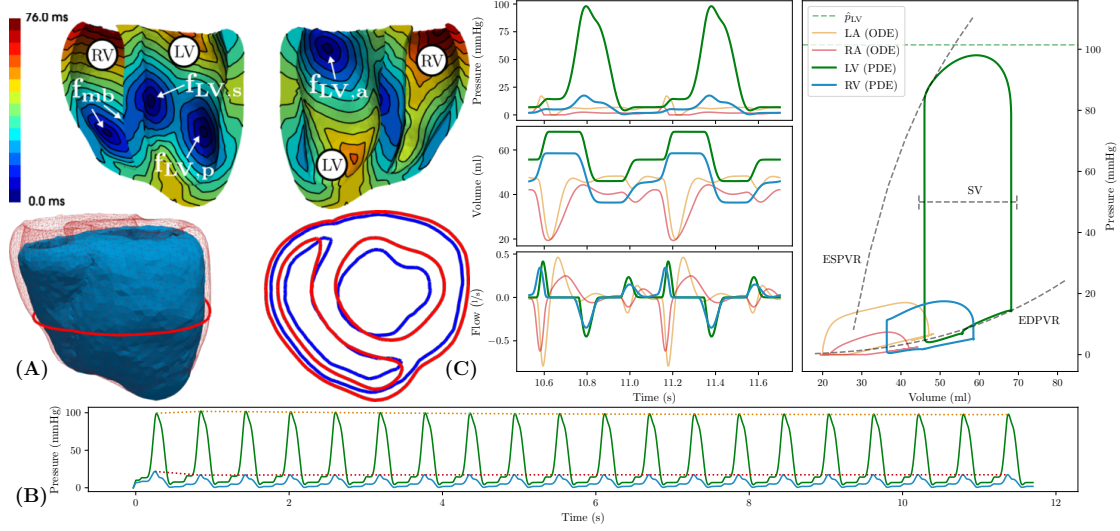 76.0 ms
0.0 ms
RV
LV
f_mb
f_LV,s
f_LV,p
f_LV,a
RV
LV
(A)
(C)
Pressure (mmHg)
100
75
50
25
0
Volume (ml)
60
40
20
Flow (l/s)
0.5
0.0
−0.5
10.6
10.8
11.0
11.2
11.4
11.6
Time (s)
p̂_LV
LA (ODE)
RA (ODE)
LV (PDE)
RV (PDE)
SV
ESPVR
EDPVR
100
80
60
40
20
0
Pressure (mmHg)
20
30
40
50
60
70
80
Volume (ml)
(B)
Pressure (mmHg)
100
50
0
0
2
4
6
8
10
12
Time (s)